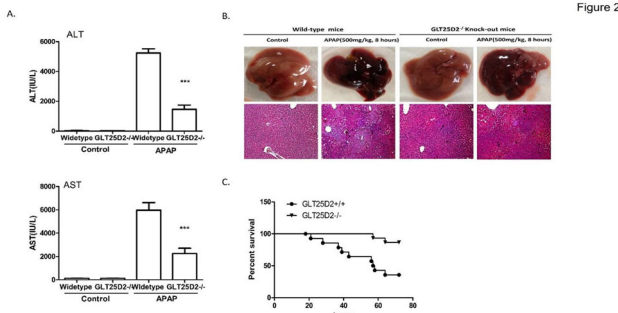 Figure 2
A.
ALT
6000
4000
2000
0
ALT(IU/L)
Widetype GLT25D2-/-Widetype GLT25D2-/-
Control APAP
***
AST
8000
6000
4000
2000
0
AST(IU/L)
Widetype GLT25D2-/-WIdetype GLT25D2-/-
Control APAP
***
B.
Wild-type mice GLT25D2-/-Knock-out mice
Control APAP(500mg/kg, 8 hours) Control APAP(500mg/kg, 8 hours)
C.
GLT25D2+/+
GLT25D2-/-
150
100
50
0
Percent survival
0 20 40 60 80